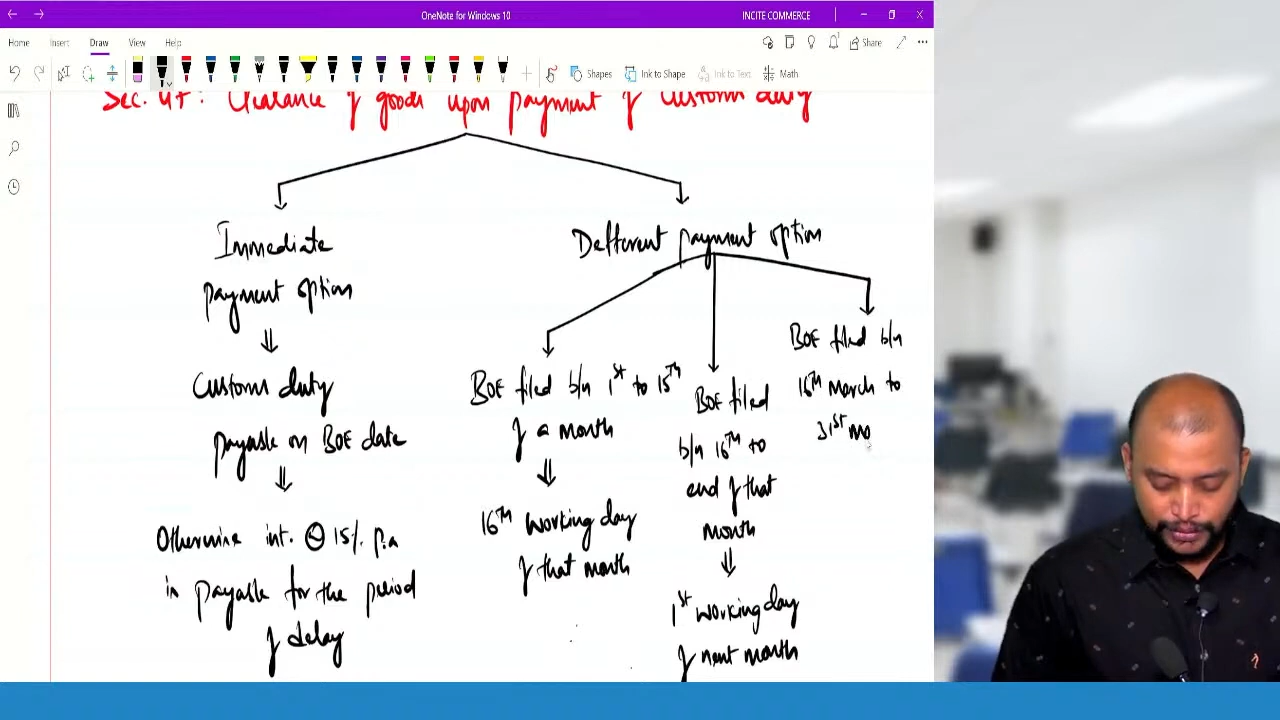 OneNote for Windows 10
INCITE COMMERCE
Home
Insert
Draw
View
Help
Share
Shapes
Ink to Shape
Ink to Text
Math
Sec. 47: Clearance of goods upon payment of customs duty
Immediate
payment option
Customs duty
payable on BOE date
Otherwise int. @ 15% p.a
is payable for the period
of delay
Defferent payment option
BOE filed b/n 1st to 15th
of a month
16th working day
of that month
BOE filed
b/n 16th to
end of that
month
1st working day
of next month
BOE filed b/n
16th March to
31st ma